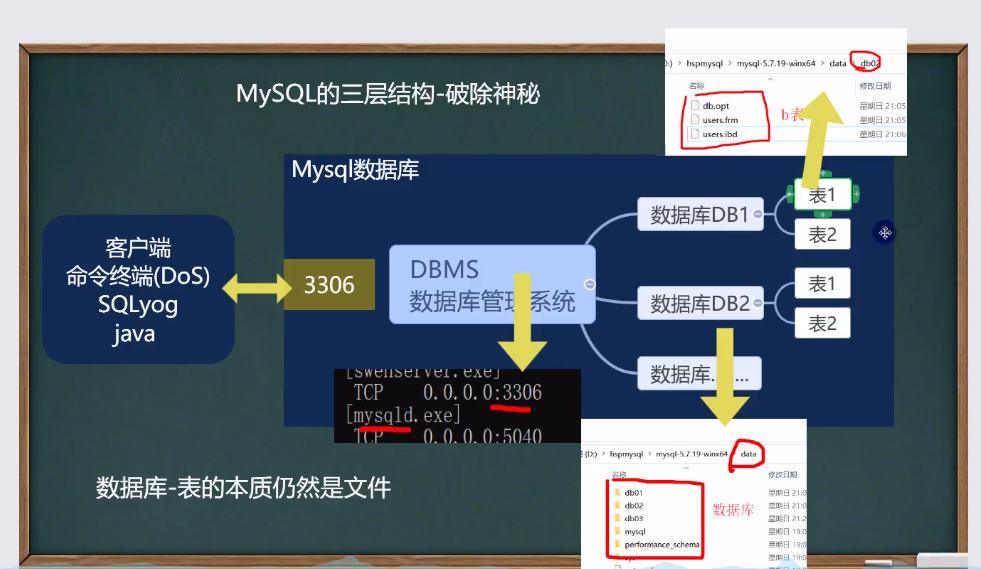 MySQL的三层结构-破除神秘
hspmysql > mysql-5.7.19-winx64 > data > db02
名称
修改日期
db.opt
星期日 21:05
users.frm
星期日 21:05
users.ibd
星期日 21:06
b表
Mysql数据库
客户端
命令终端(DoS)
SQLyog
java
3306
DBMS
数据库管理系统
数据库DB1
表1
表2
数据库DB2
表1
表2
数据库... ...
[swenserver.exe]
TCP 0.0.0.0:3306
[mysqld.exe]
TCP 0.0.0.0:5040
数据库-表的本质仍然是文件
(D:) > hspmysql > mysql-5.7.19-winx64 > data
名称
修改日期
db01
星期日 21:0
db02
星期日 21:0
db03
星期日 21:2
mysql
星期日 19:0
performance_schema
星期日 19:0
数据库
星期日 19:0